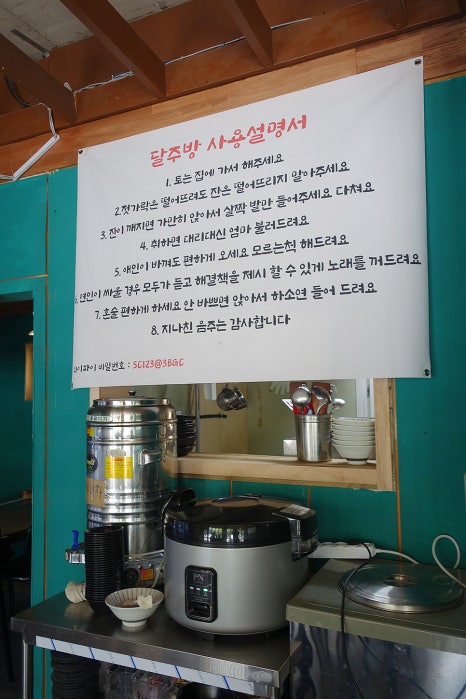 달주방 사용설명서
1. 토는 집에 가서 해주세요
2. 젓가락은 떨어뜨려도 잔은 떨어뜨리지 말아주세요
3. 잔이 깨지면 가만히 앉아서 살짝 발만 들어주세요 다쳐요
4. 취하면 대리대신 엄마 불러드려요
5. 애인이 바껴도 편하게 오세요 모르는척 해드려요
연인이 싸울 경우 모두가 듣고 해결책을 제시 할 수 있게 노래를 꺼드려요
7. 혼술 편하게 하세요 안 바쁘면 앉아서 하소연 들어 드려요
8. 지나친 음주는 감사합니다
와이파이 비밀번호 : SC123@3BGC